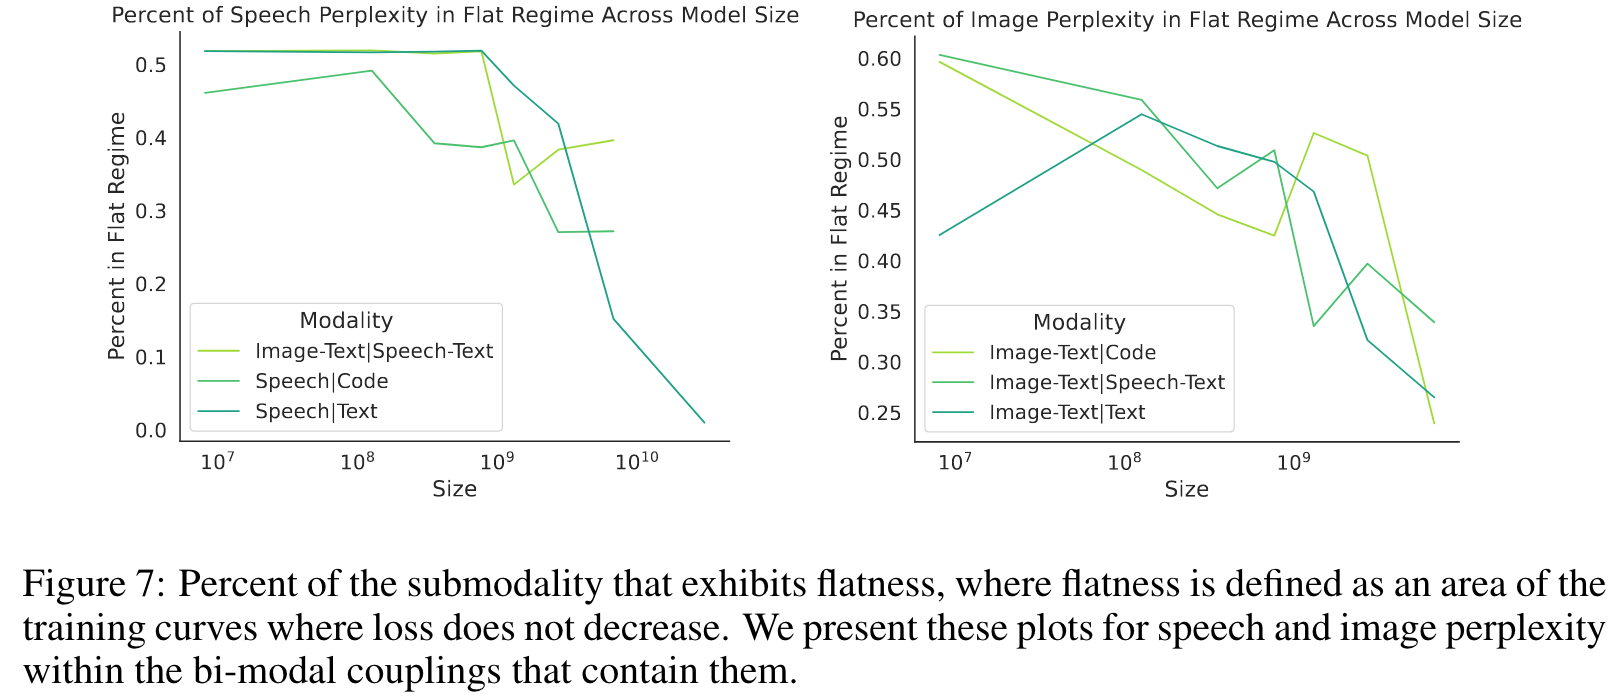 Percent of Speech Perplexity in Flat Regime Across Model Size
Percent in Flat Regime
0.5
0.4
0.3
0.2
0.1
0.0
Modality
Image-Text|Speech-Text
Speech|Code
Speech|Text
10^7
10^8
10^9
10^10
Size
Percent of Image Perplexity in Flat Regime Across Model Size
Percent in Flat Regime
0.60
0.55
0.50
0.45
0.40
0.35
0.30
0.25
Modality
Image-Text|Code
Image-Text|Speech-Text
Image-Text|Text
10^7
10^8
10^9
Size
Figure 7: Percent of the submodality that exhibits flatness, where flatness is defined as an area of the
training curves where loss does not decrease. We present these plots for speech and image perplexity
within the bi-modal couplings that contain them.